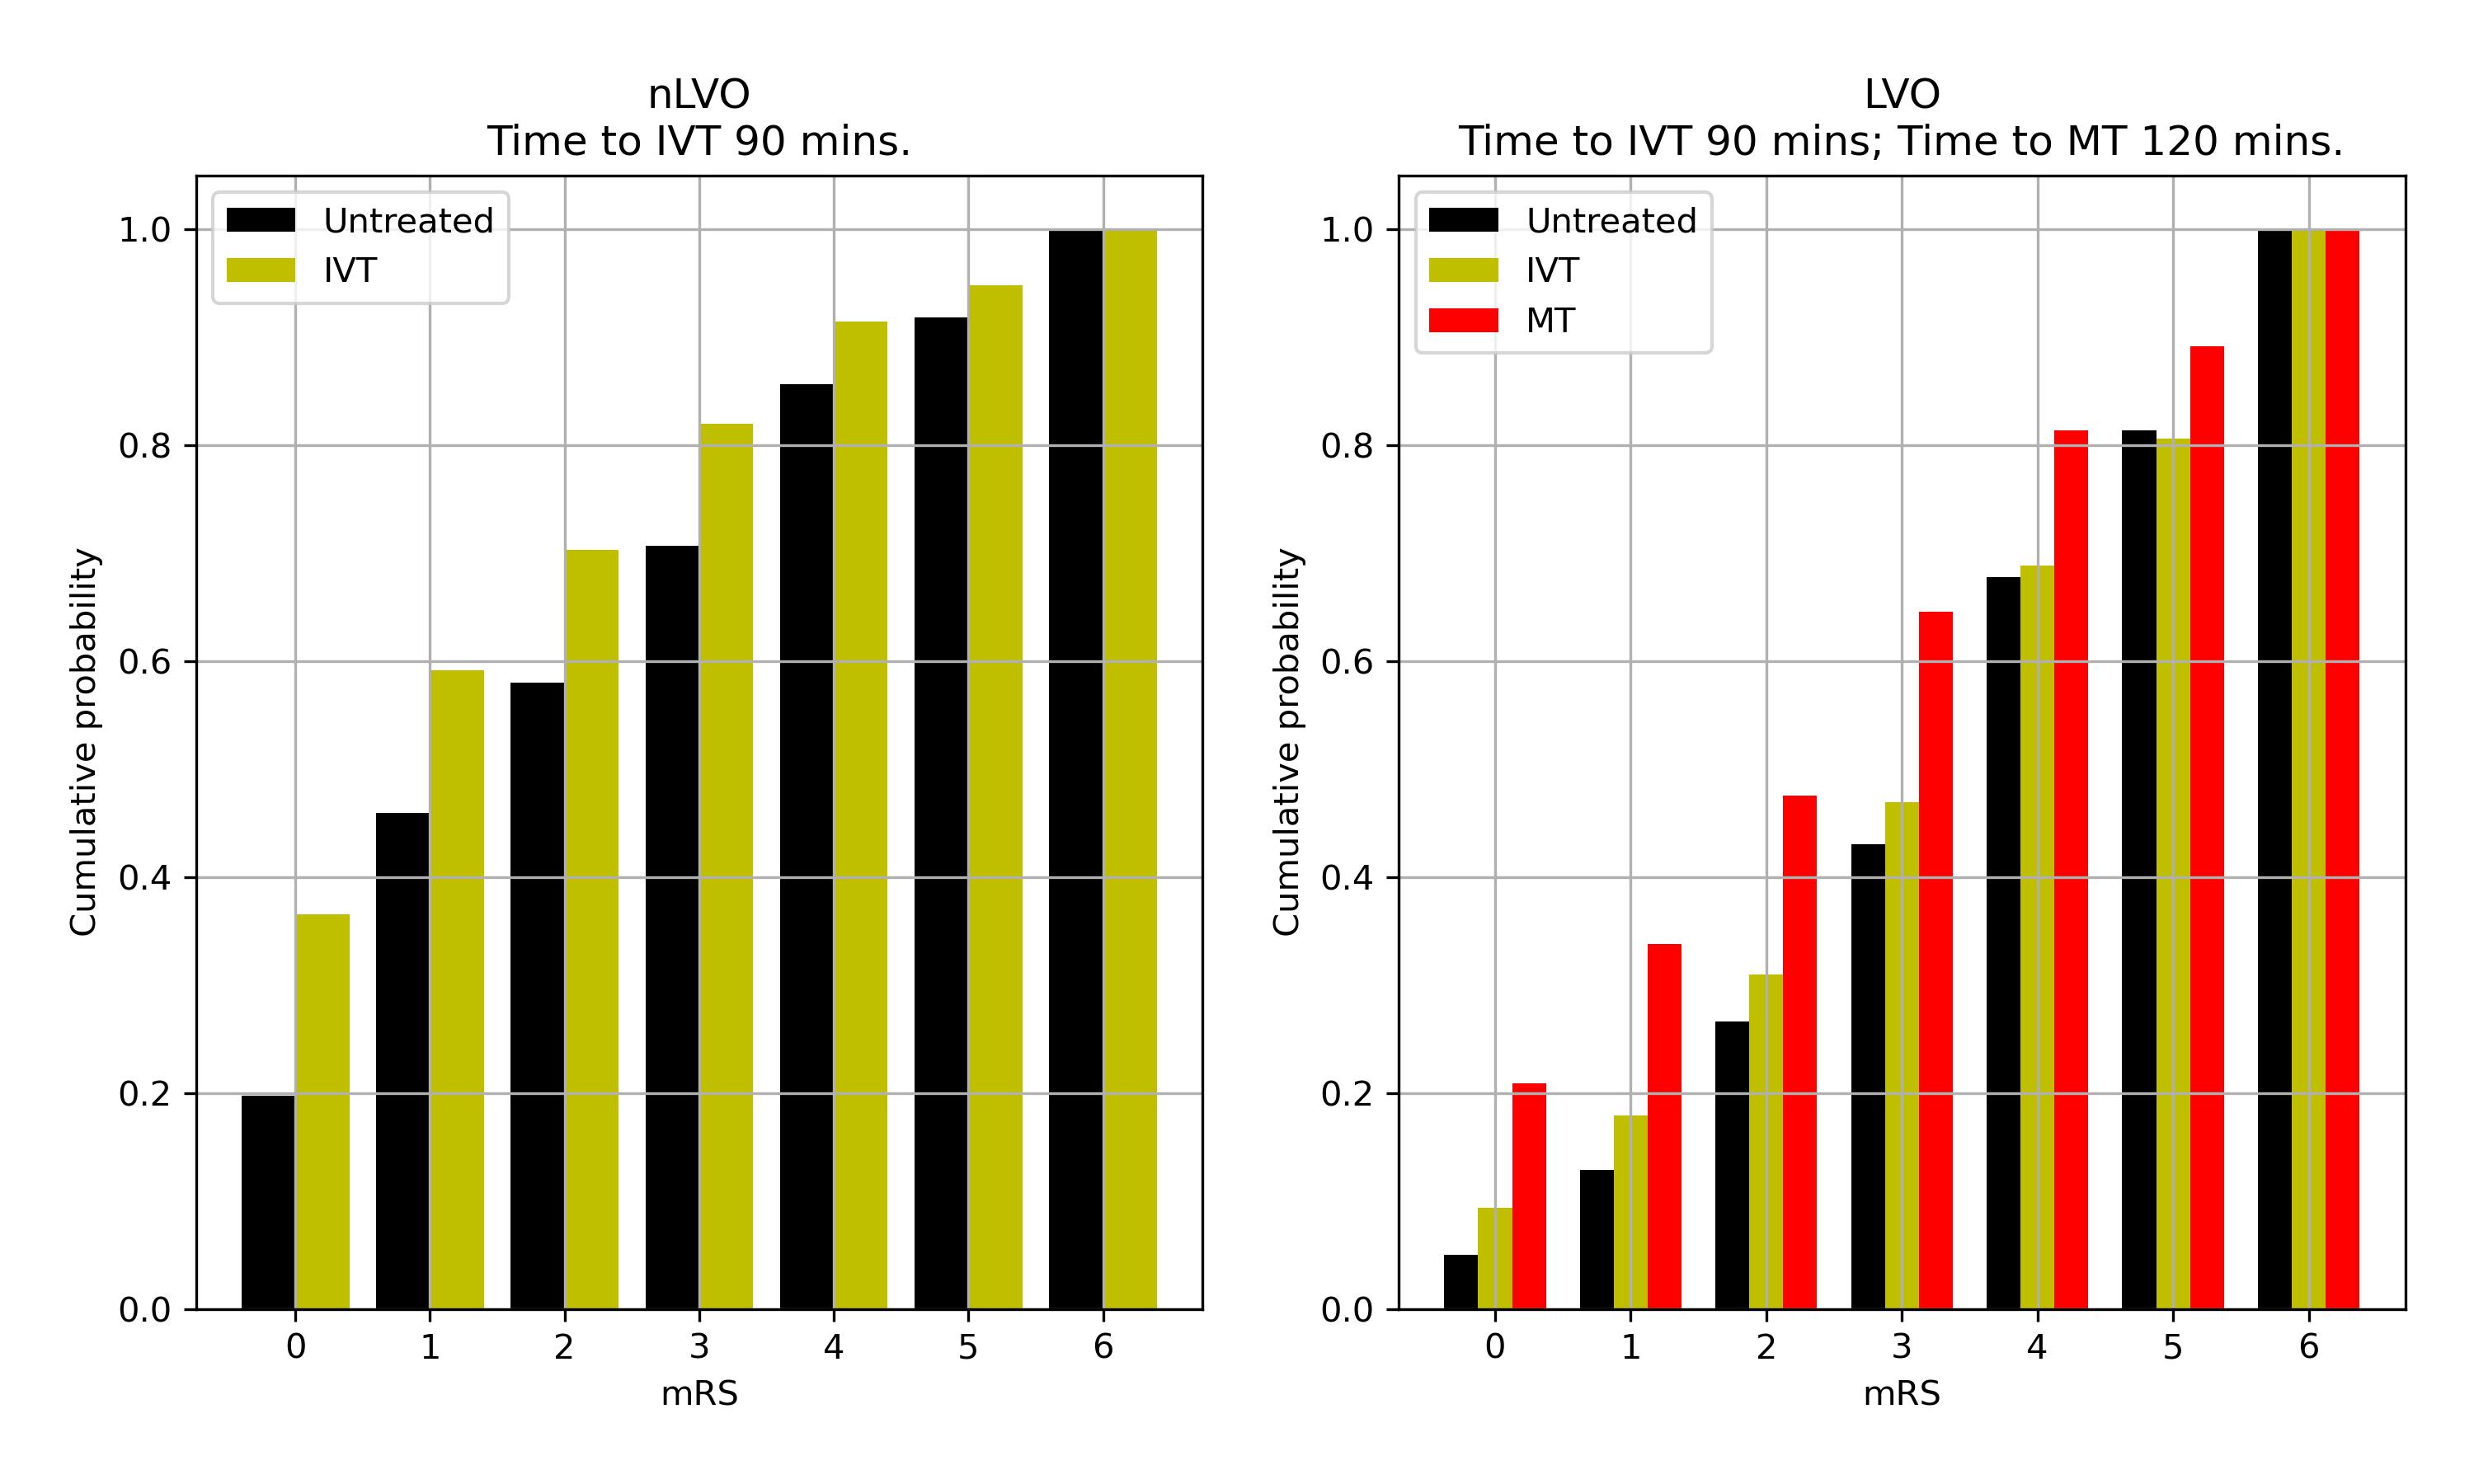 nLVO
Time to IVT 90 mins.
Untreated
IVT
1.0
0.8
0.6
0.4
0.2
0.0
Cumulative probability
0 1 2 3 4 5 6
mRS
LVO
Time to IVT 90 mins; Time to MT 120 mins.
Untreated
IVT
MT
1.0
0.8
0.6
0.4
0.2
0.0
Cumulative probability
0 1 2 3 4 5 6
mRS